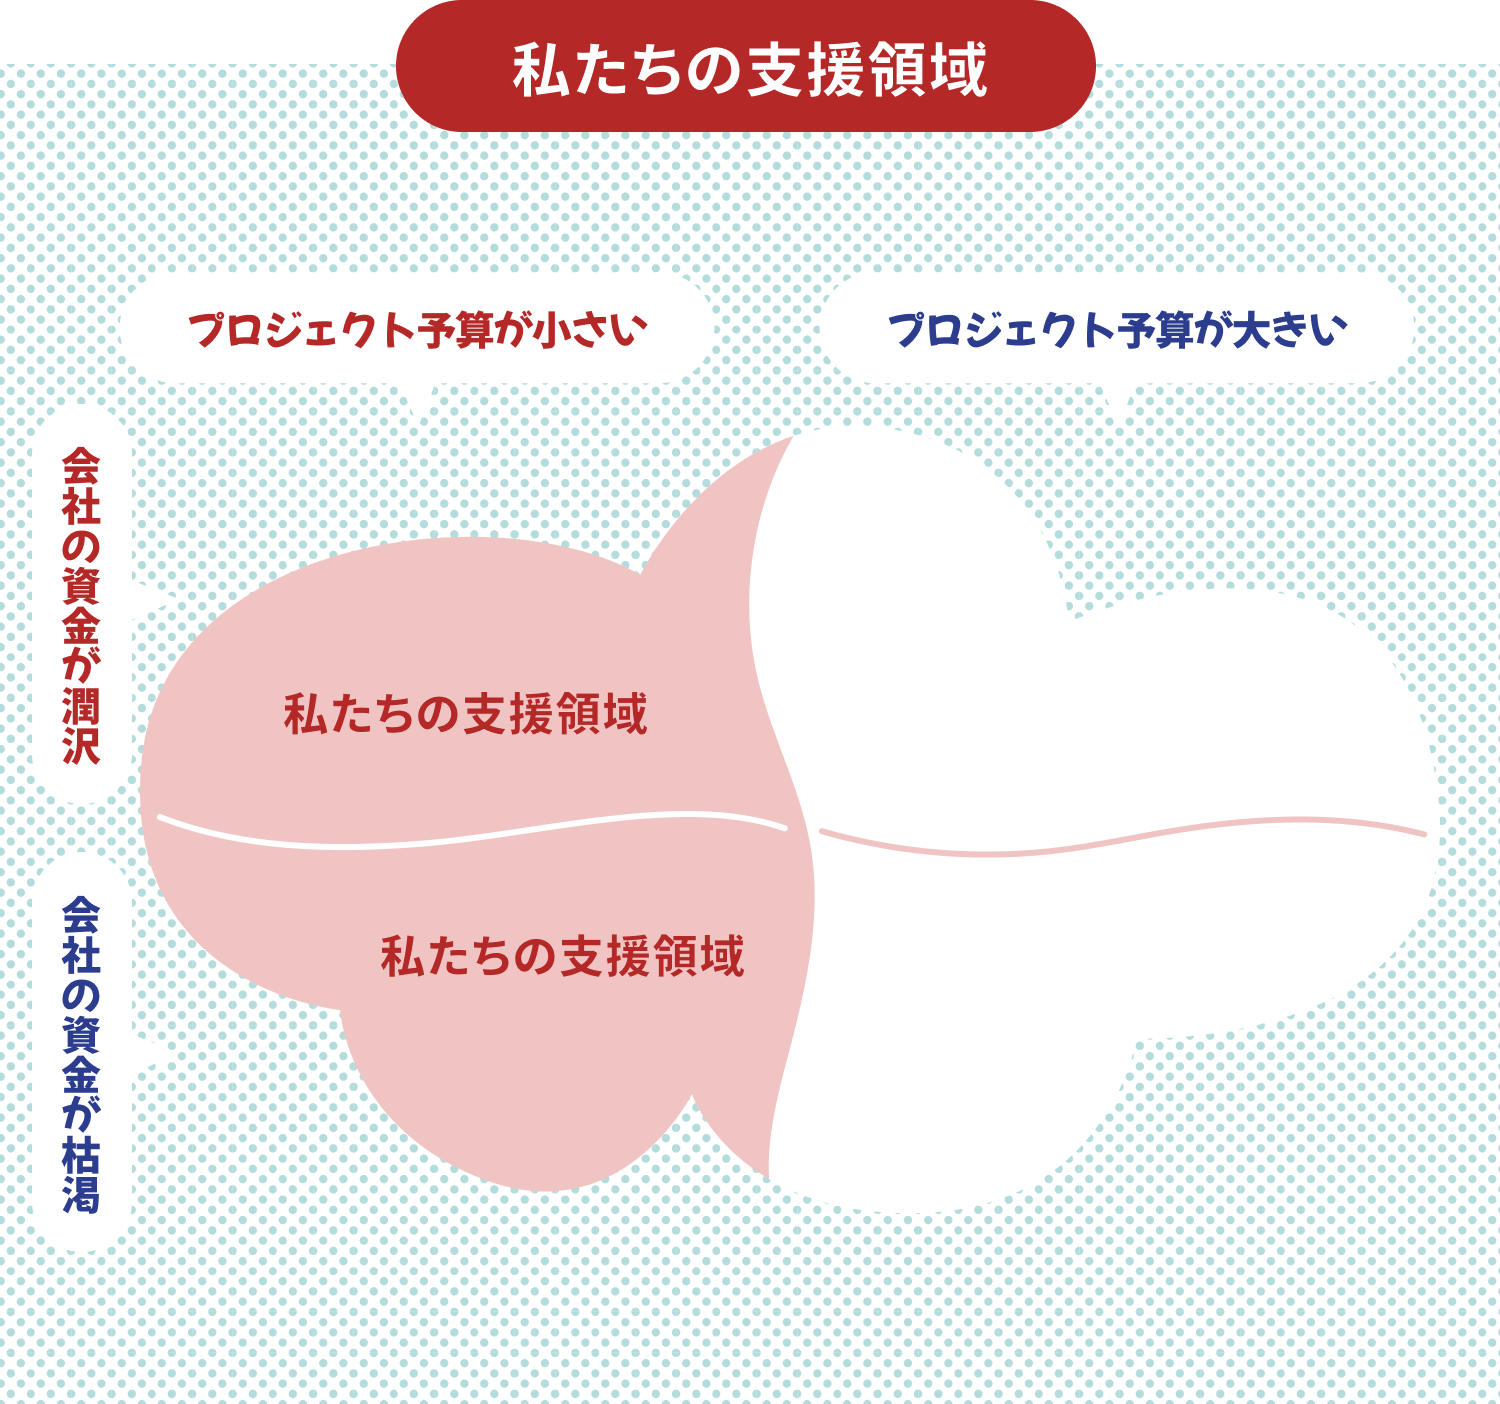 私たちの支援領域
プロジェクト予算が小さい
プロジェクト予算が大きい
会社の資金が潤沢
私たちの支援領域
会社の資金が枯渇
私たちの支援領域